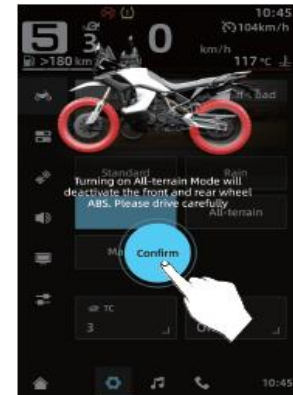 10:45
5
3
0
104km/h
km/h
>180 km
117 °C
Standard
Rain
Turning on All-terrain Mode will
deactivate the front and rear wheel
ABS. Please drive carefully
All-terrain
Confirm
TC
3
10:45